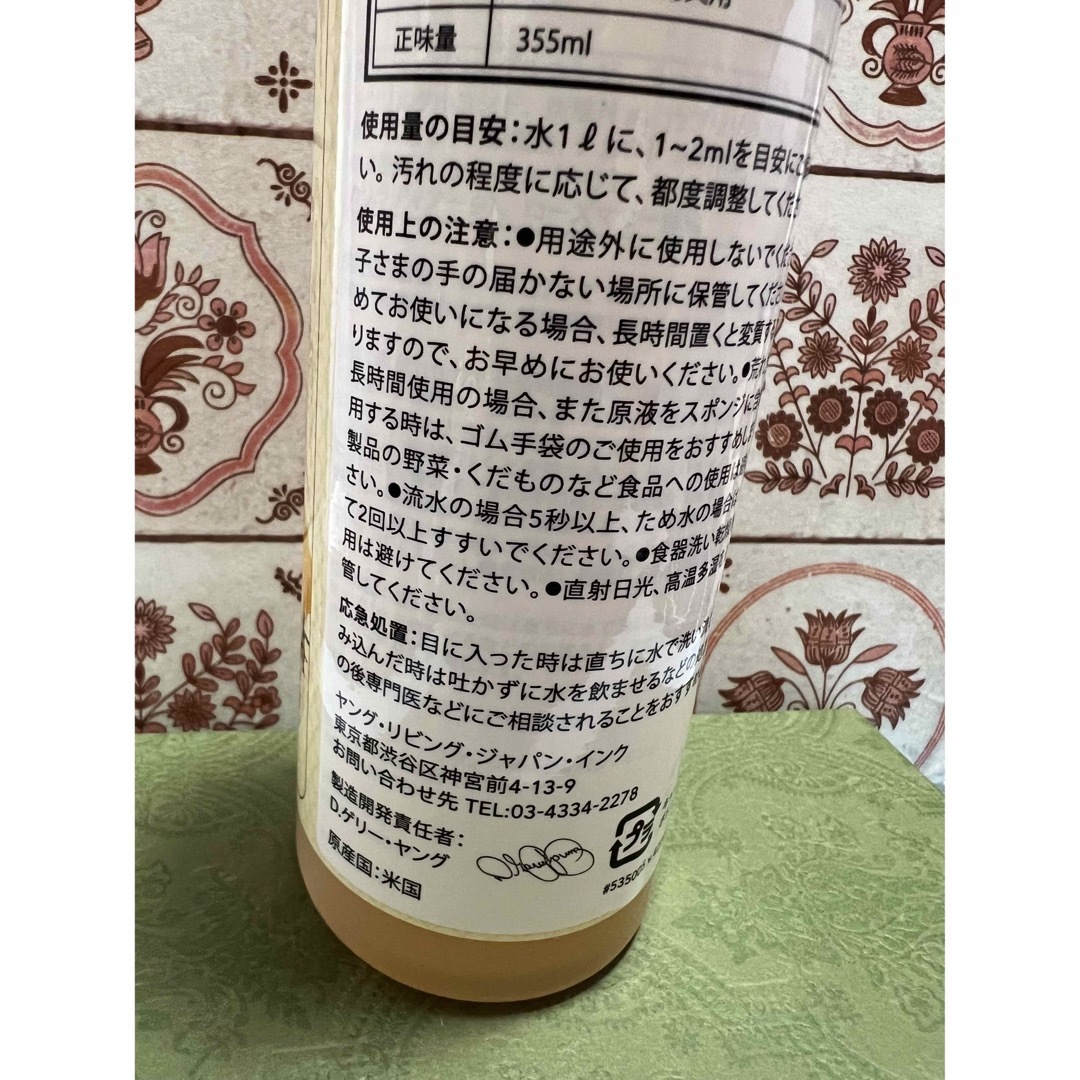 正味量 355ml
使用量の目安：水1ℓに、1~2mlを目安に
い。汚れの程度に応じて、都度調整してくださ
使用上の注意：●用途外に使用しないでくだ
子さまの手の届かない場所に保管してくださ
めてお使いになる場合、長時間置くと変質す
りますので、お早めにお使いください。●荒
長時間使用の場合、また原液をスポンジに
用する時は、ゴム手袋のご使用をおすすめし
製品の野菜・くだものなど食品への使用は
さい。●流水の場合5秒以上、ため水の場合は
て2回以上すすいでください。●食器洗い乾燥
用は避けてください。●直射日光、高温多湿
管してください。
応急処置：目に入った時は直ちに水で洗い
み込んだ時は吐かずに水を飲ませるなどの
の後専門医などにご相談されることをおすす
ヤング・リビング・ジャパン・インク
東京都渋谷区神宮前4-13-9
お問い合わせ先 TEL:03-4334-2278
製造開発責任者：
D.ゲリー・ヤング
原産国：米国
プラ